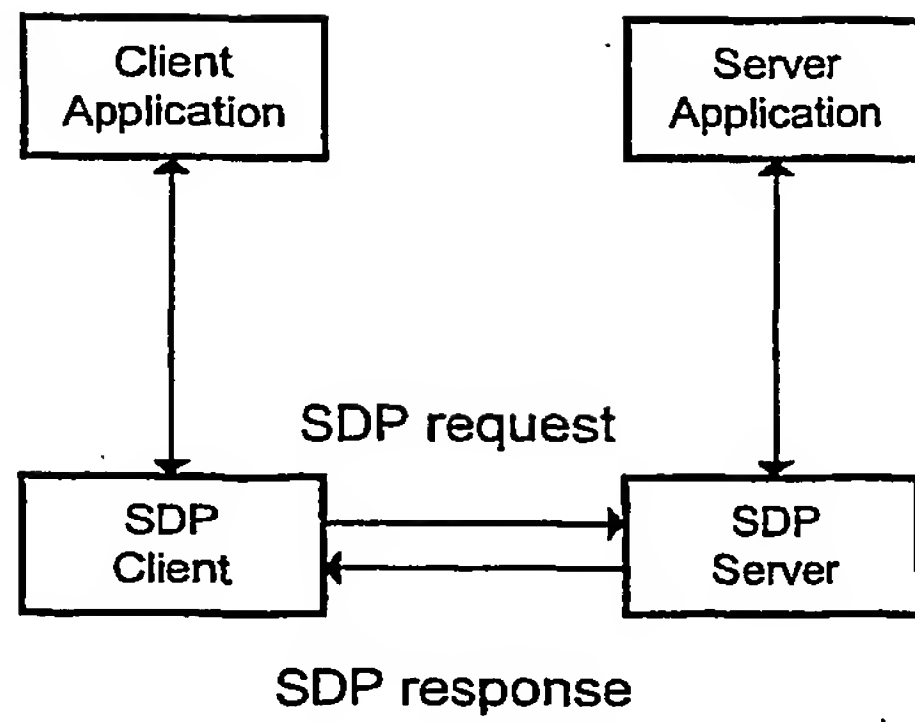 Client
Application
Server
Application
SDP request
SDP
Client
SDP
Server
SDP response